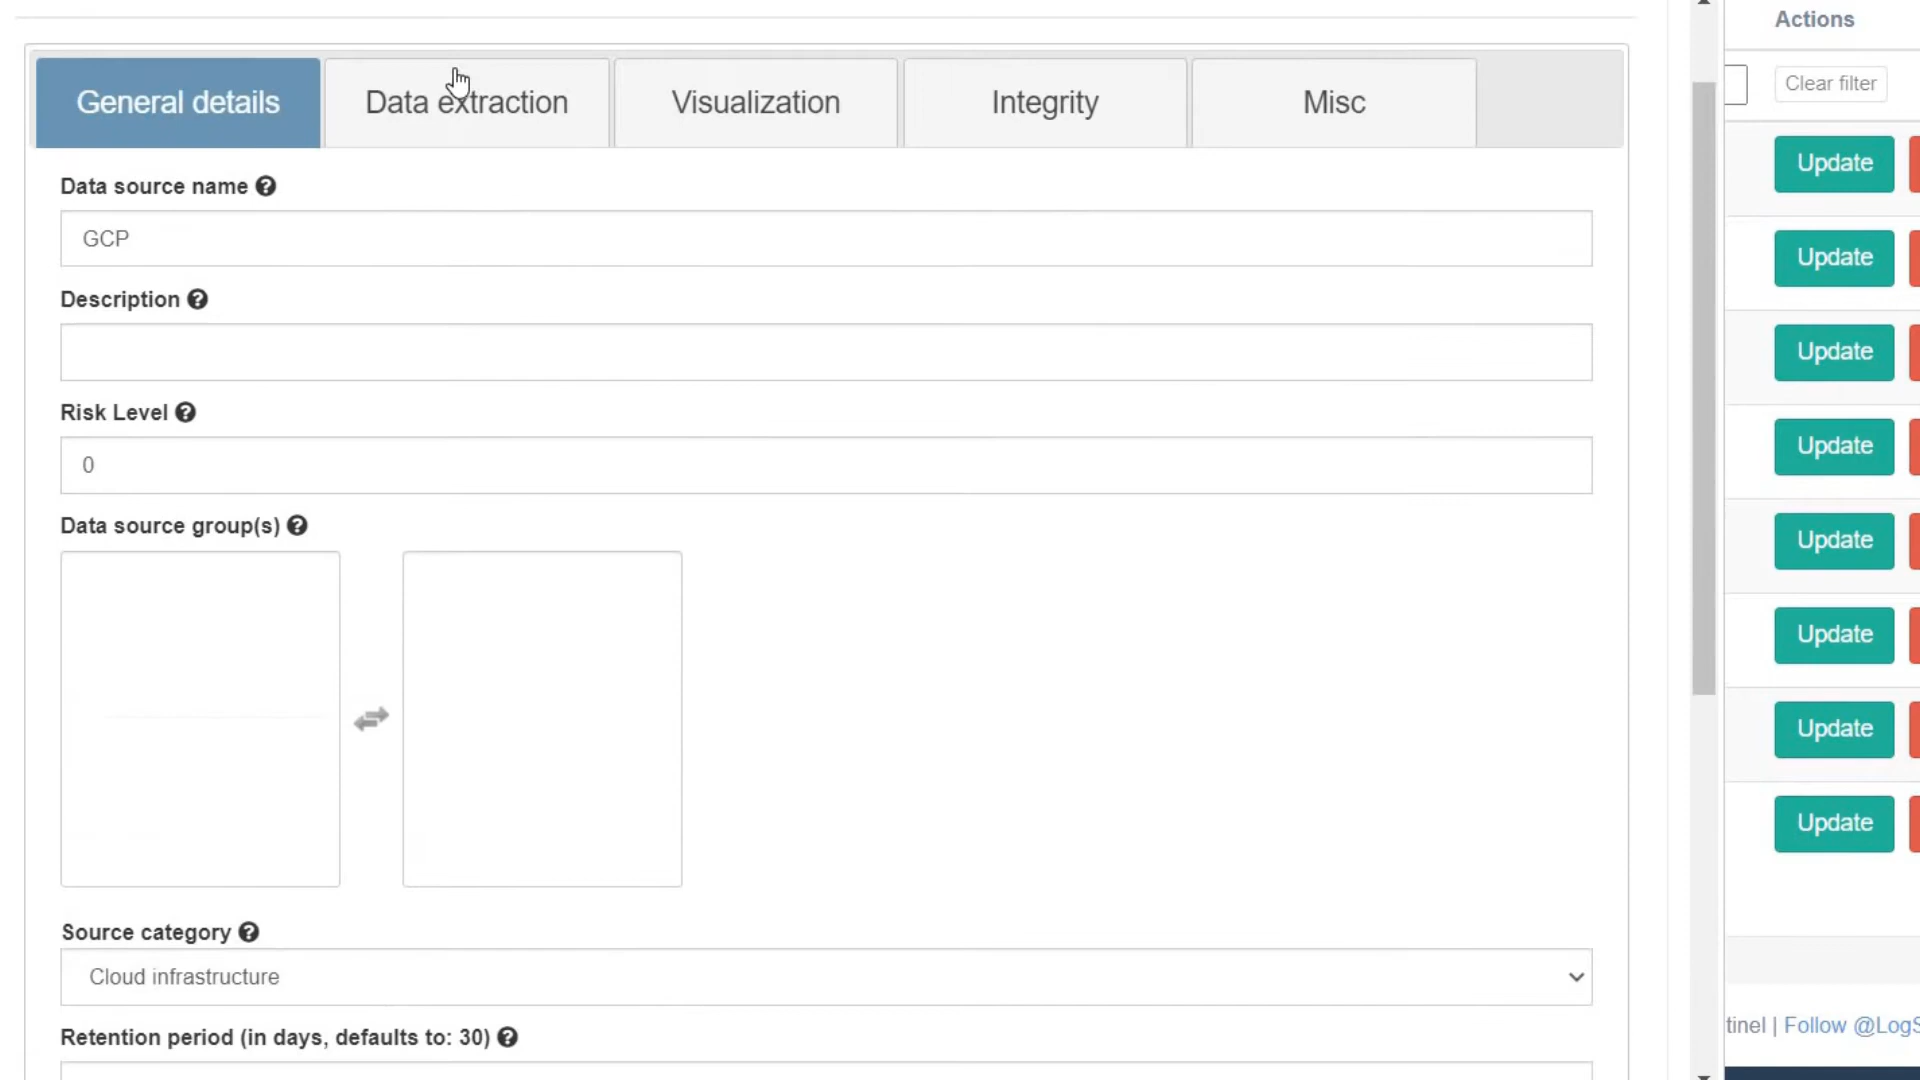 Actions
General details
Data extraction
Visualization
Integrity
Misc
Clear filter
Data source name
GCP
Description
Risk Level
0
Data source group(s)
Source category
Cloud infrastructure
Retention period (in days, defaults to: 30)
Update
Update
Update
Update
Update
Update
Update
Update
tinel | Follow @LogS